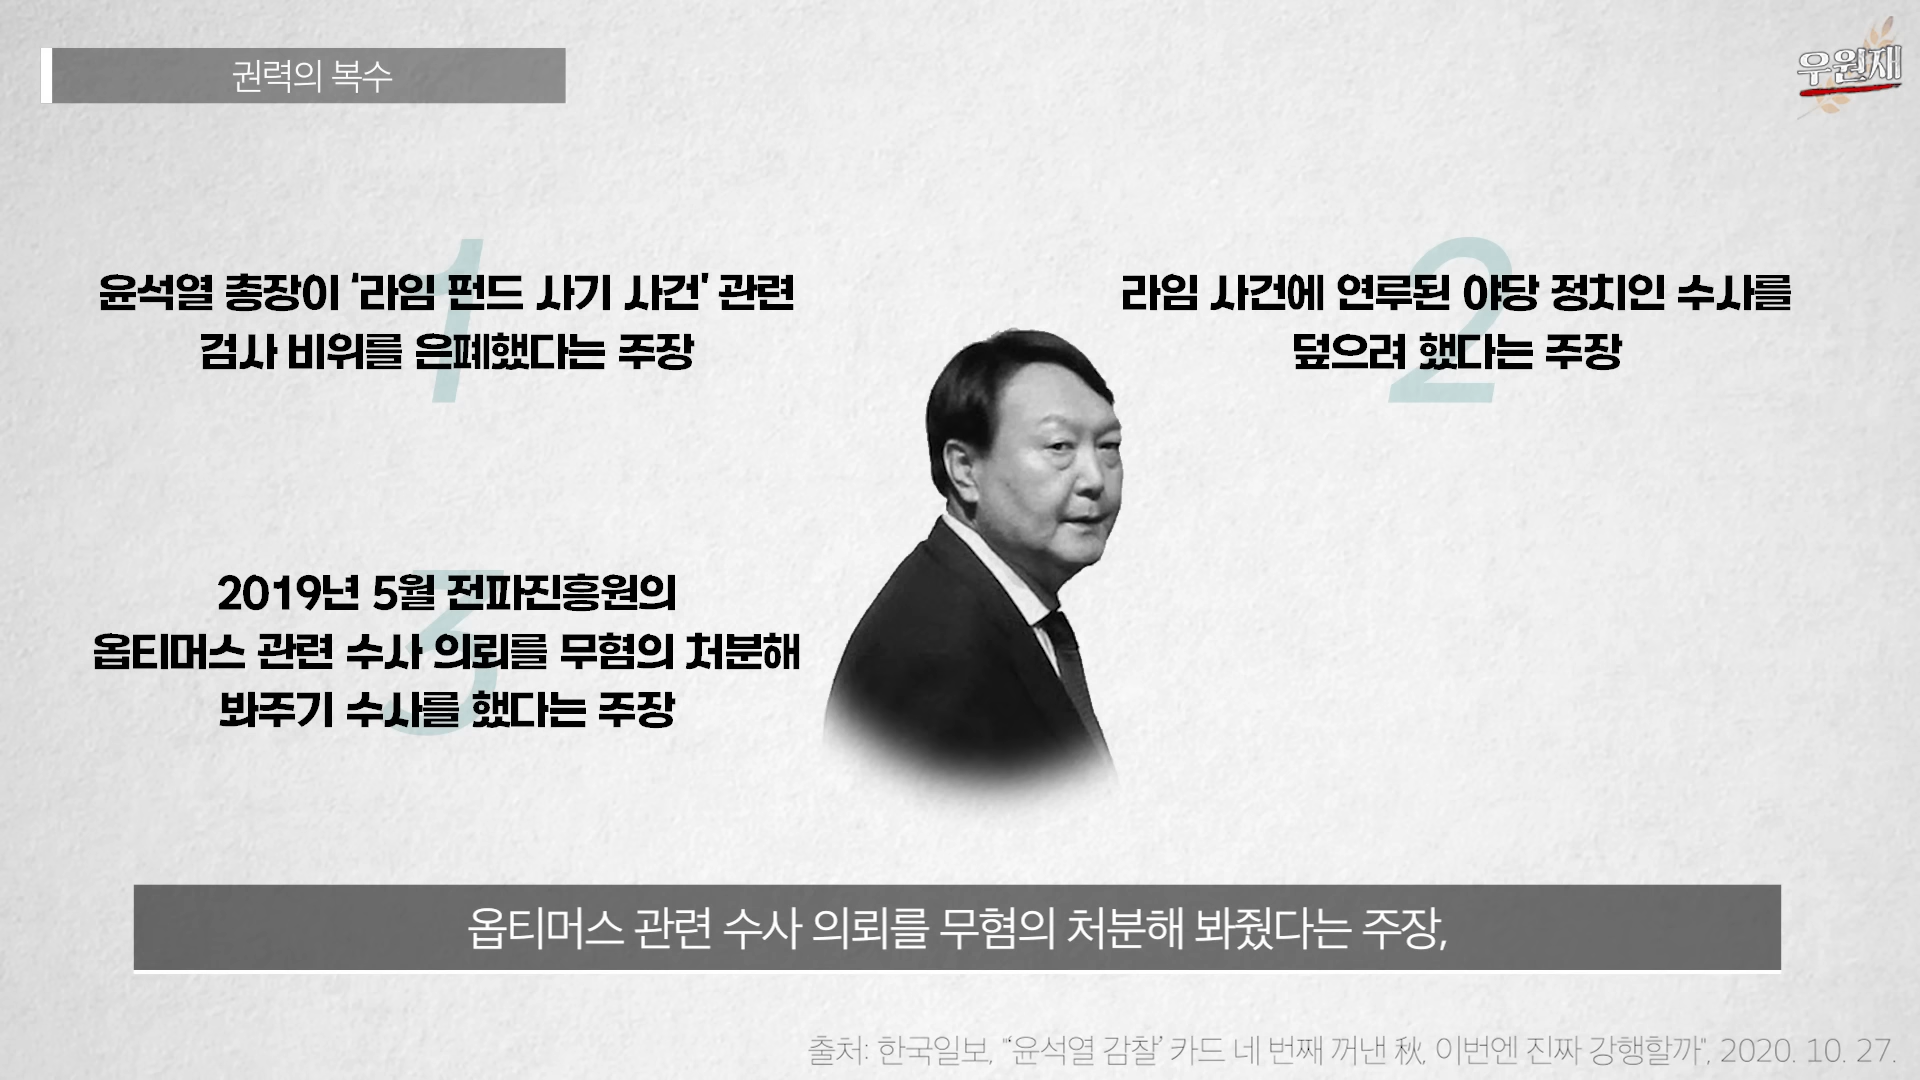 권력의 복수
우원재
1
윤석열 총장이 ‘라임 펀드 사기 사건’ 관련
검사 비위를 은폐했다는 주장
2
라임 사건에 연루된 야당 정치인 수사를
덮으려 했다는 주장
3
2019년 5월 전파진흥원의
옵티머스 관련 수사 의뢰를 무혐의 처분해
봐주기 수사를 했다는 주장
옵티머스 관련 수사 의뢰를 무혐의 처분해 봐줬다는 주장,
출처: 한국일보, "‘윤석열 감찰’ 카드 네 번째 꺼낸 秋, 이번엔 진짜 강행할까", 2020. 10. 27.